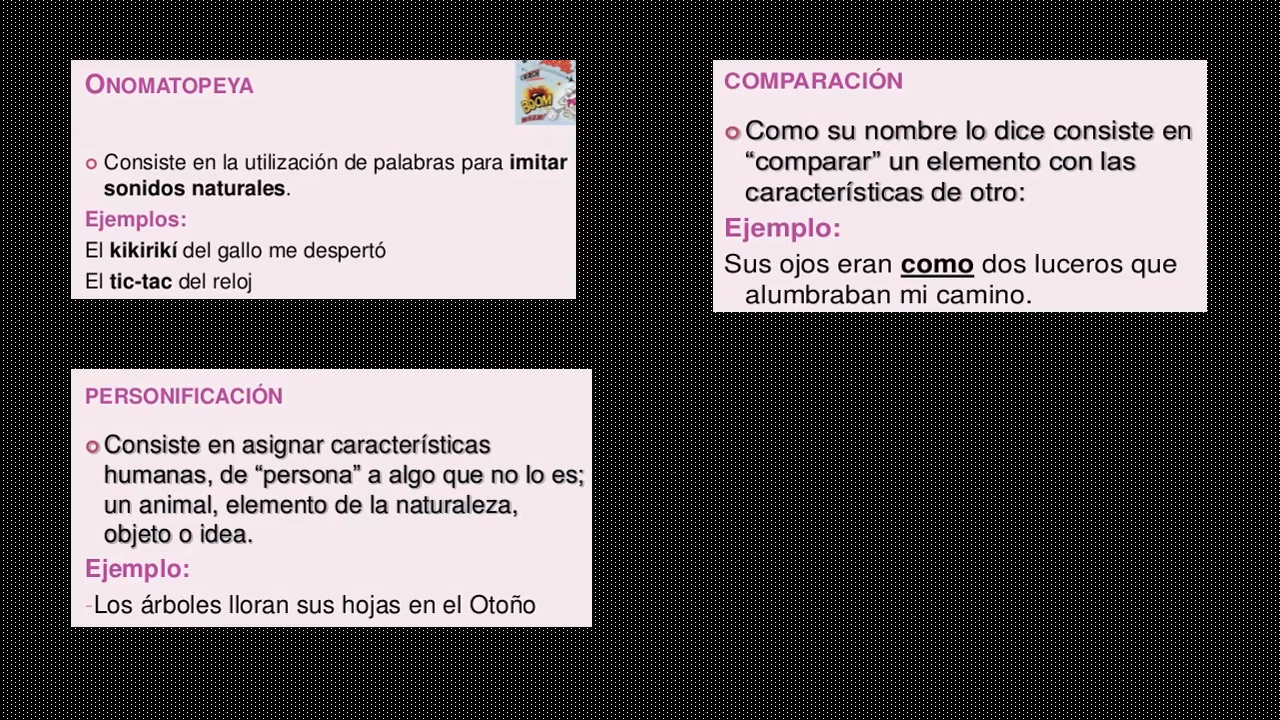 ONOMATOPEYA
BOOM
Consiste en la utilización de palabras para imitar
sonidos naturales.
Ejemplos:
El kikirikí del gallo me despertó
El tic-tac del reloj
COMPARACIÓN
Como su nombre lo dice consiste en
“comparar” un elemento con las
características de otro:
Ejemplo:
Sus ojos eran como dos luceros que
alumbraban mi camino.
PERSONIFICACIÓN
Consiste en asignar características
humanas, de “persona” a algo que no lo es;
un animal, elemento de la naturaleza,
objeto o idea.
Ejemplo:
-Los árboles lloran sus hojas en el Otoño